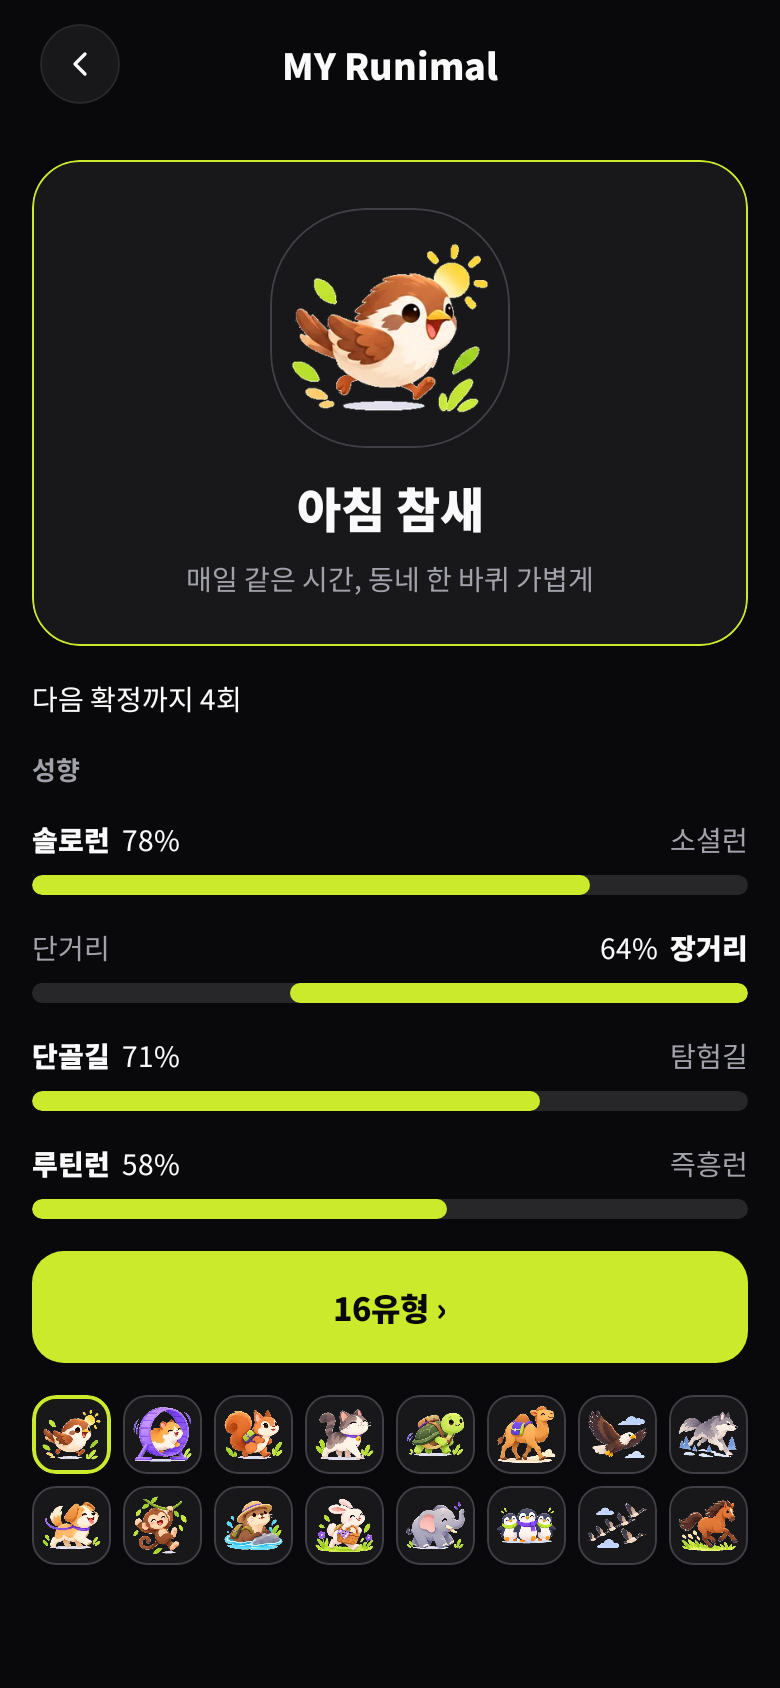 MY Runimal
아침 참새
매일 같은 시간, 동네 한 바퀴 가볍게
다음 확정까지 4회
성향
솔로런 78% 소셜런
단거리 64% 장거리
단골길 71% 탐험길
루틴런 58% 즉흥런
16유형 ›